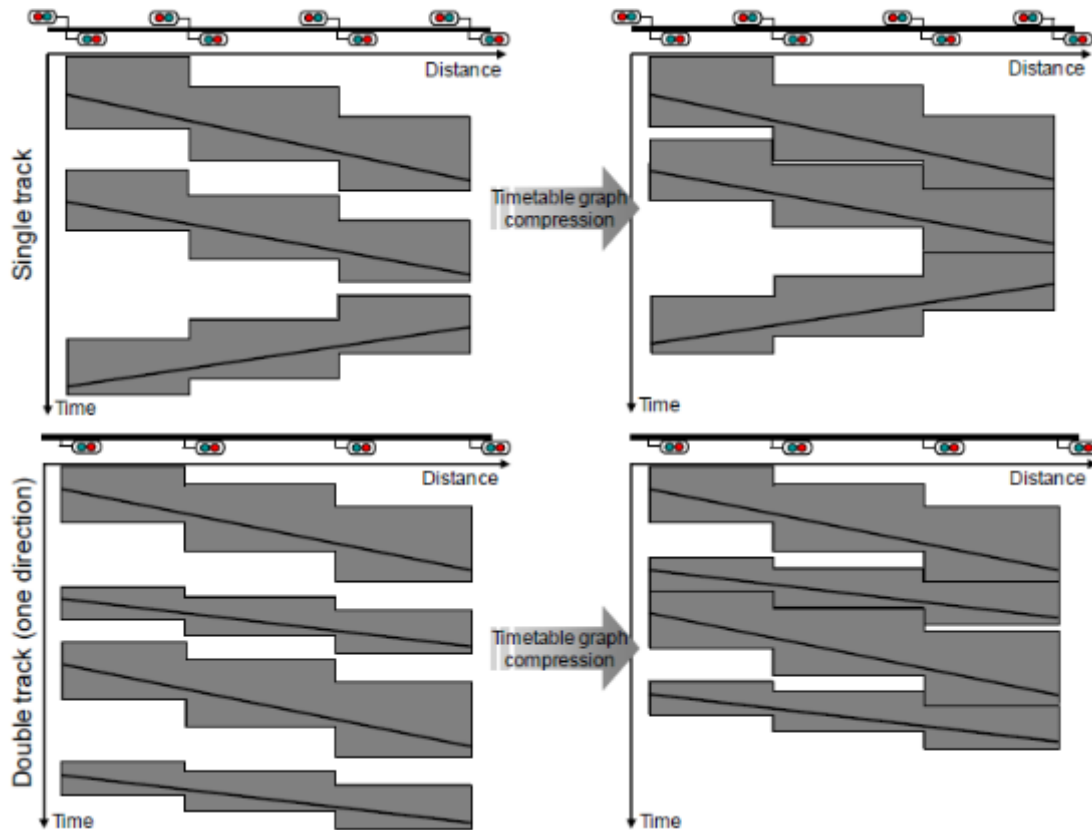 Distance
Distance
Single track
Timetable graph
compression
Time
Time
Distance
Distance
Double track (one direction)
Timetable graph
compression
Time
Time